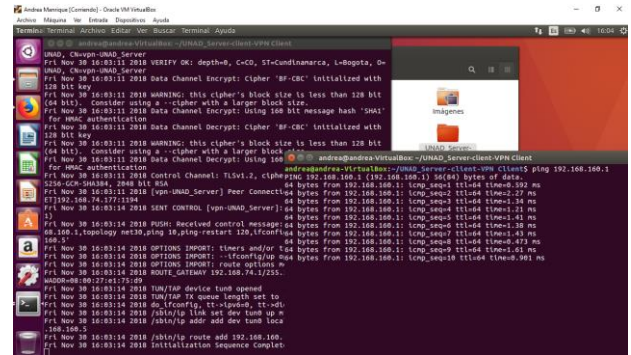 Andrea Manrique [Corriendo] - Oracle VM VirtualBox
Archivo Máquina Ver Entrada Dispositivos Ayuda
Terminal Terminal Archivo Editar Ver Buscar Terminal Ayuda
Es 16:04
andrea@andrea-VirtualBox: ~/UNAD_Server-client-VPN Client
UNAD, CN=vpn-UNAD_Server
Fri Nov 30 16:03:11 2018 VERIFY OK: depth=0, C=CO, ST=Cundinamarca, L=Bogota, O=
UNAD, CN=vpn-UNAD_Server
Fri Nov 30 16:03:11 2018 Data Channel Encrypt: Cipher 'BF-CBC' initialized with
128 bit key
Fri Nov 30 16:03:11 2018 WARNING: this cipher's block size is less than 128 bit
(64 bit). Consider using a --cipher with a larger block size.
Fri Nov 30 16:03:11 2018 Data Channel Encrypt: Using 160 bit message hash 'SHA1'
for HMAC authentication
Fri Nov 30 16:03:11 2018 Data Channel Decrypt: Cipher 'BF-CBC' initialized with
128 bit key
Fri Nov 30 16:03:11 2018 WARNING: this cipher's block size is less than 128 bit
(64 bit). Consider using a --cipher with a larger block size.
Fri Nov 30 16:03:11 2018 Data Channel Decrypt: Using 160
for HMAC authentication
Fri Nov 30 16:03:11 2018 Control Channel: TLSv1.2, cipher
S256-GCM-SHA384, 2048 bit RSA
Fri Nov 30 16:03:11 2018 [vpn-UNAD_Server] Peer Connecti
ET]192.168.74.177:1194
Fri Nov 30 16:03:14 2018 SENT CONTROL [vpn-UNAD_Server]:
1)
Fri Nov 30 16:03:14 2018 PUSH: Received control message:
68.160.1,topology net30,ping 10,ping-restart 120,ifconfig
160.5'
Fri Nov 30 16:03:14 2018 OPTIONS IMPORT: timers and/or t
Fri Nov 30 16:03:14 2018 OPTIONS IMPORT: --ifconfig/up o
Fri Nov 30 16:03:14 2018 OPTIONS IMPORT: route options m
Fri Nov 30 16:03:14 2018 ROUTE_GATEWAY 192.168.74.1/255.
WADDR=08:00:27:e1:75:d9
Fri Nov 30 16:03:14 2018 TUN/TAP device tun0 opened
Fri Nov 30 16:03:14 2018 TUN/TAP TX queue length set to
Fri Nov 30 16:03:14 2018 do_ifconfig, tt->ipv6=0, tt->di
Fri Nov 30 16:03:14 2018 /sbin/ip link set dev tun0 up m
Fri Nov 30 16:03:14 2018 /sbin/ip addr add dev tun0 loca
.168.160.5
Fri Nov 30 16:03:14 2018 /sbin/ip route add 192.168.160.
Fri Nov 30 16:03:14 2018 Initialization Sequence Complet
Imágenes
UNAD_Server-
andrea@andrea-VirtualBox: ~/UNAD_Server-client-VPN Client
andrea@andrea-VirtualBox:~/UNAD_Server-client-VPN Client$ ping 192.168.160.1
PING 192.168.160.1 (192.168.160.1) 56(84) bytes of data.
64 bytes from 192.168.160.1: icmp_seq=1 ttl=64 time=0.592 ms
64 bytes from 192.168.160.1: icmp_seq=2 ttl=64 time=2.27 ms
64 bytes from 192.168.160.1: icmp_seq=3 ttl=64 time=1.34 ms
64 bytes from 192.168.160.1: icmp_seq=4 ttl=64 time=1.21 ms
64 bytes from 192.168.160.1: icmp_seq=5 ttl=64 time=1.41 ms
64 bytes from 192.168.160.1: icmp_seq=6 ttl=64 time=1.38 ms
64 bytes from 192.168.160.1: icmp_seq=7 ttl=64 time=1.43 ms
64 bytes from 192.168.160.1: icmp_seq=8 ttl=64 time=0.473 ms
64 bytes from 192.168.160.1: icmp_seq=9 ttl=64 time=1.61 ms
64 bytes from 192.168.160.1: icmp_seq=10 ttl=64 time=0.901 ms